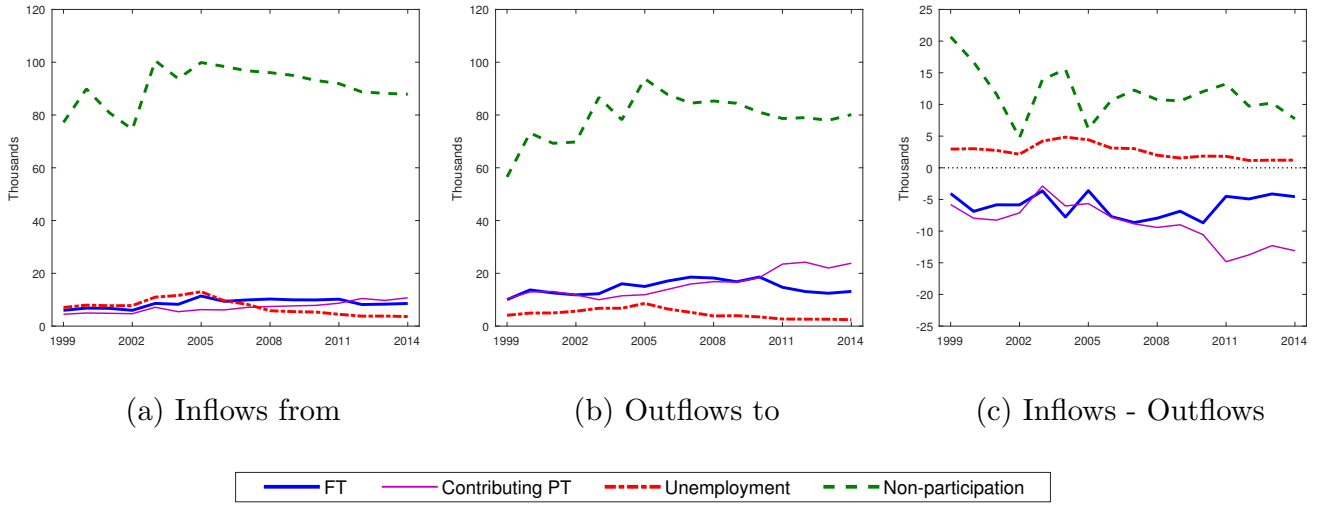 Thousands
120
100
80
60
40
20
0
1999 2002 2005 2008 2011 2014
(a) Inflows from
Thousands
120
100
80
60
40
20
0
1999 2002 2005 2008 2011 2014
(b) Outflows to
Thousands
25
20
15
10
5
0
-5
-10
-15
-20
-25
1999 2002 2005 2008 2011 2014
(c) Inflows - Outflows
FT Contributing PT Unemployment Non-participation